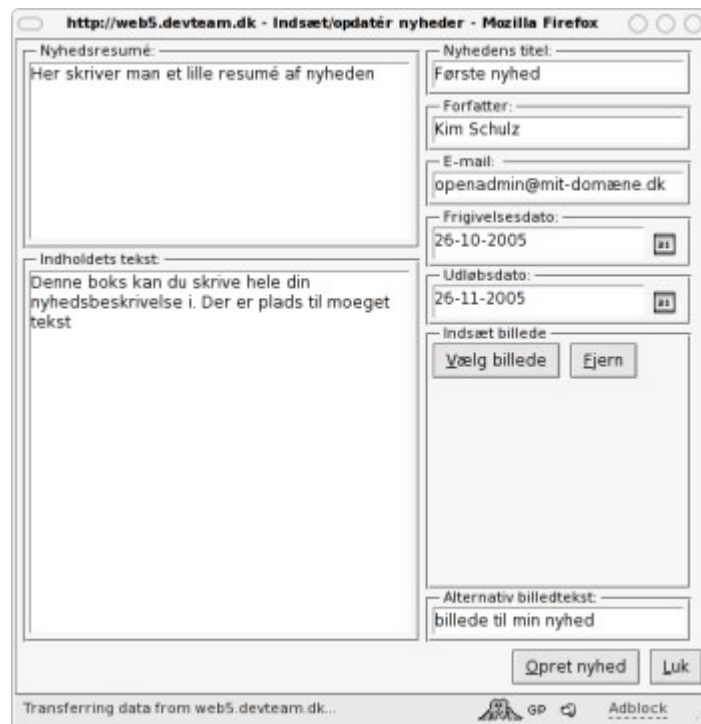 http://web5.devteam.dk - Indsæt/opdatér nyheder - Mozilla Firefox
Nyhedsresumé:
Her skriver man et lille resumé af nyheden
Indholdets tekst:
Denne boks kan du skrive hele din
nyhedsbeskrivelse i. Der er plads til moeget
tekst
Nyhedens titel:
Første nyhed
Forfatter:
Kim Schulz
E-mail:
openadmin@mit-domæne.dk
Frigivelsesdato:
26-10-2005
Udløbsdato:
26-11-2005
Indsæt billede
Vælg billede Fjern
Alternativ billedtekst:
billede til min nyhed
Opret nyhed Luk
Transferring data from web5.devteam.dk... GP Adblock